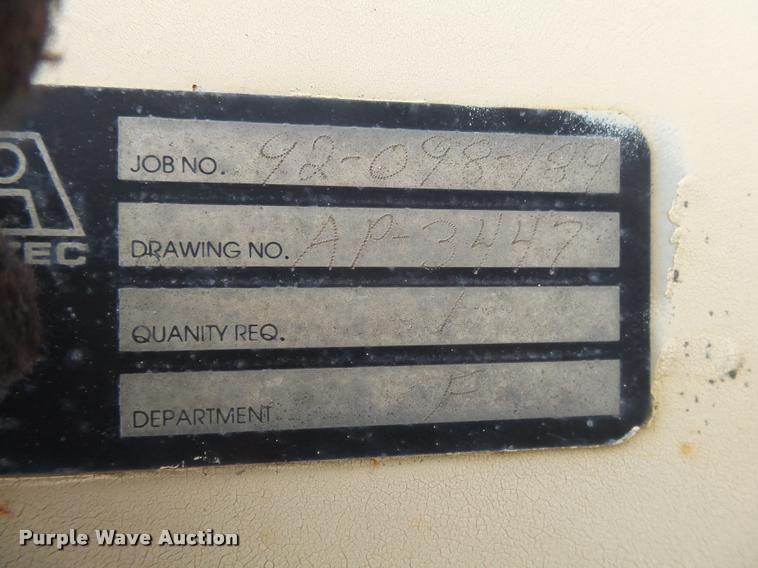 JOB NO. 92-098-189
DRAWING NO. AP-3447
QUANITY REQ. 1
DEPARTMENT F
Purple Wave Auction